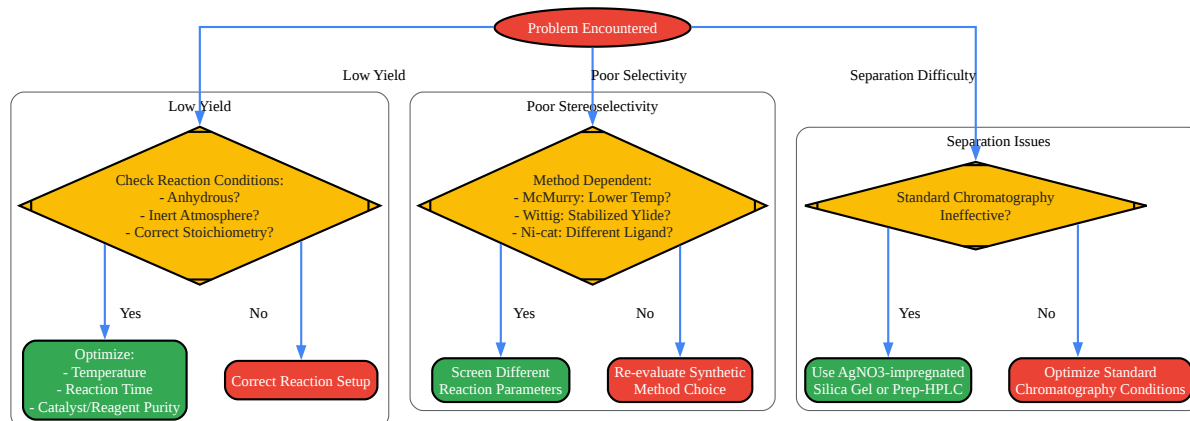 Problem Encountered
Low Yield
Poor Selectivity
Separation Difficulty
Low Yield
Check Reaction Conditions:
- Anhydrous?
- Inert Atmosphere?
- Correct Stoichiometry?
Yes
No
Optimize:
- Temperature
- Reaction Time
- Catalyst/Reagent Purity
Correct Reaction Setup
Poor Stereoselectivity
Method Dependent:
- McMurry: Lower Temp?
- Wittig: Stabilized Ylide?
- Ni-cat: Different Ligand?
Yes
No
Screen Different
Reaction Parameters
Re-evaluate Synthetic
Method Choice
Separation Issues
Standard Chromatography
Ineffective?
Yes
No
Use AgNO3-impregnated
Silica Gel or Prep-HPLC
Optimize Standard
Chromatography Conditions